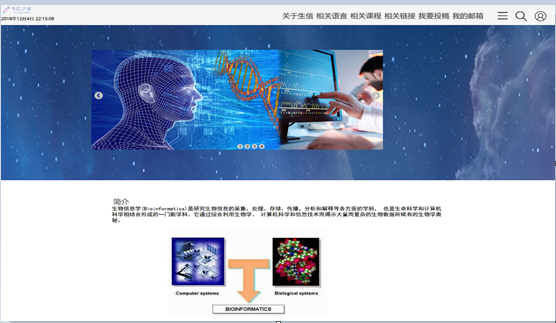 2018年12月4日 22:15:09
关于生信 相关语言 相关课程 相关链接 我要投稿 我的邮箱
1 2 3 4
简介
生物信息学(Bioinformatics)是研究生物信息的采集、处理、存储、传播，分析和解释等各方面的学科， 也是生命科学和计算机
科学相结合形成的一门新学科。它通过综合利用生物学、 计算机科学和信息技术而揭示大量而复杂的生物数据所赋有的生物学奥
秘。
Computer systems
Biological systems
BIOINFORMATICS